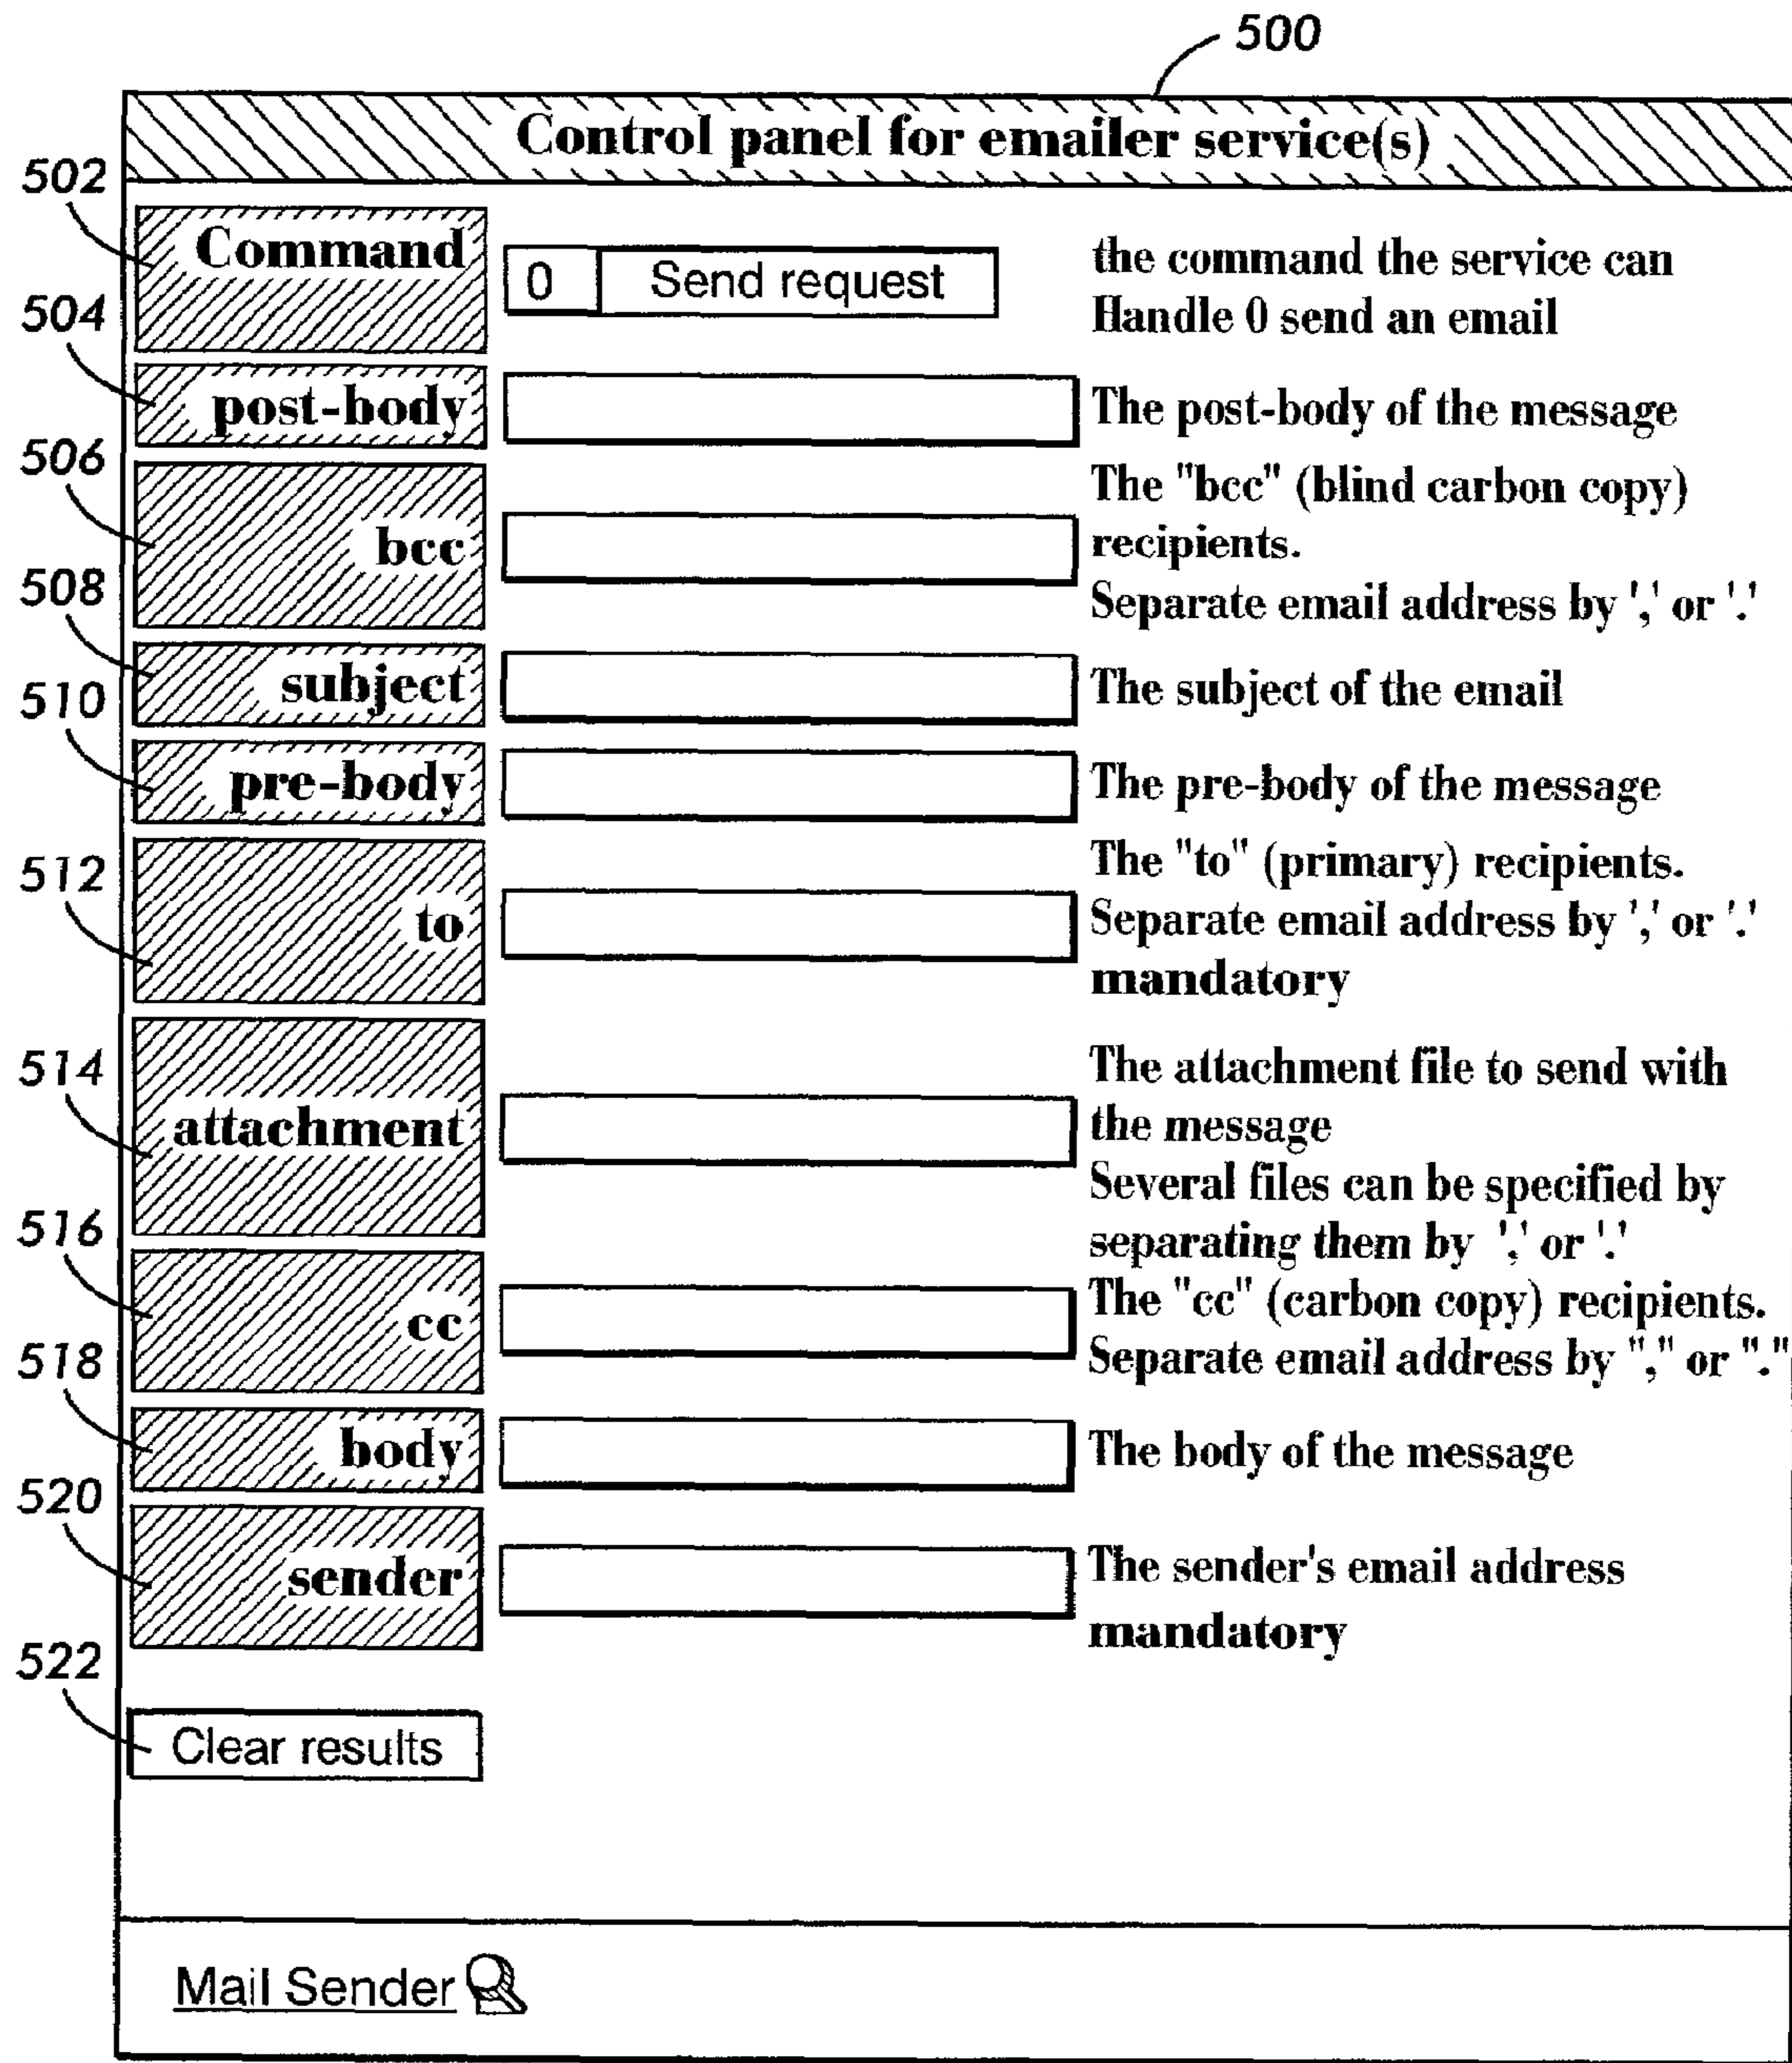 500
Control panel for emailer service(s)
502
Command
0 Send request
the command the service can
Handle 0 send an email
504
post-body
The post-body of the message
506
bcc
The "bcc" (blind carbon copy)
recipients.
Separate email address by ',' or '.'
508
subject
The subject of the email
510
pre-body
The pre-body of the message
512
to
The "to" (primary) recipients.
Separate email address by ',' or '.'
mandatory
514
attachment
The attachment file to send with
the message
Several files can be specified by
separating them by ',' or '.'
516
cc
The "cc" (carbon copy) recipients.
Separate email address by "," or "."
518
body
The body of the message
520
sender
The sender's email address
mandatory
522
Clear results
Mail Sender